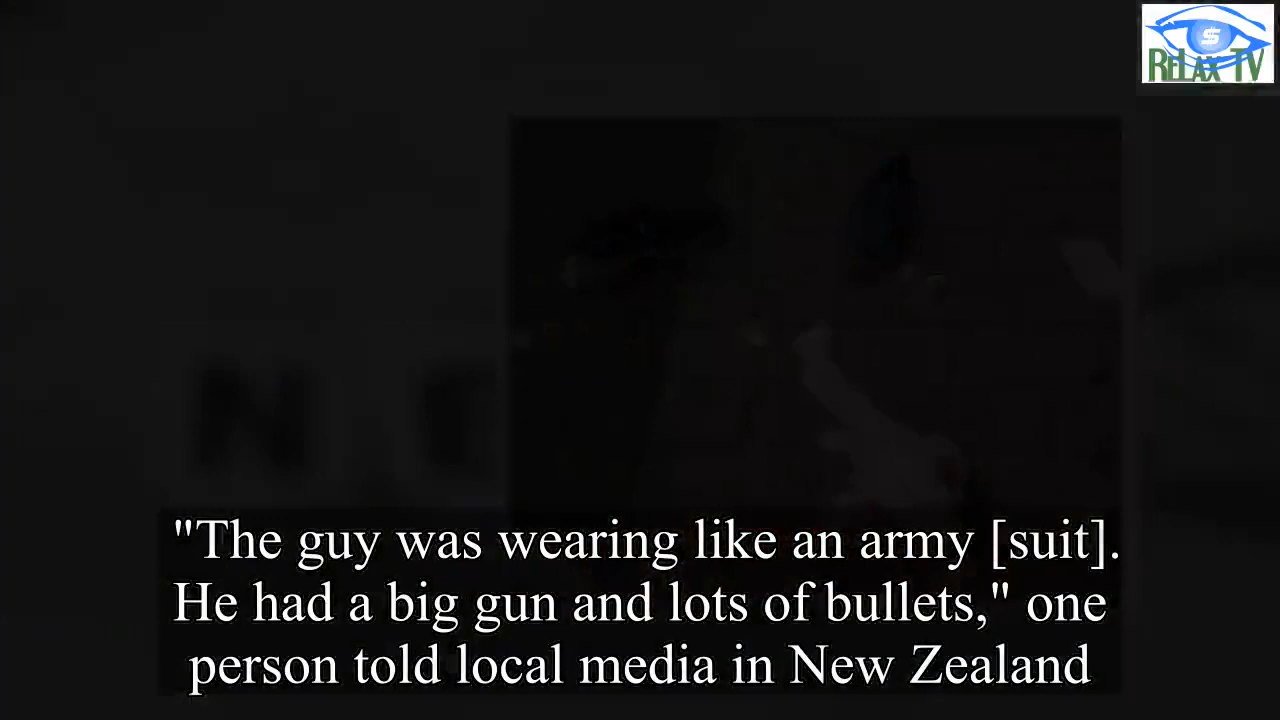 $
RELAX TV
"The guy was wearing like an army [suit].
He had a big gun and lots of bullets," one
person told local media in New Zealand